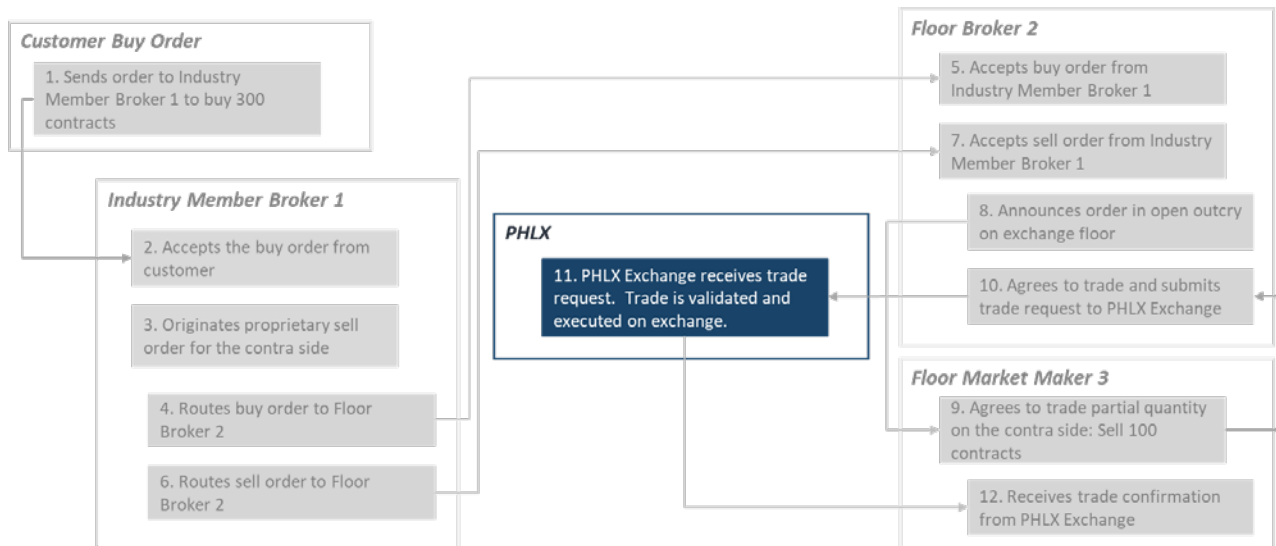 Customer Buy Order
1. Sends order to Industry
Member Broker 1 to buy 300
contracts
Industry Member Broker 1
2. Accepts the buy order from
customer
3. Originates proprietary sell
order for the contra side
4. Routes buy order to Floor
Broker 2
6. Routes sell order to Floor
Broker 2
PHLX
11. PHLX Exchange receives trade
request. Trade is validated and
executed on exchange.
Floor Broker 2
5. Accepts buy order from
Industry Member Broker 1
7. Accepts sell order from Industry
Member Broker 1
8. Announces order in open outcry
on exchange floor
10. Agrees to trade and submits
trade request to PHLX Exchange
Floor Market Maker 3
9. Agrees to trade partial quantity
on the contra side: Sell 100
contracts
12. Receives trade confirmation
from PHLX Exchange